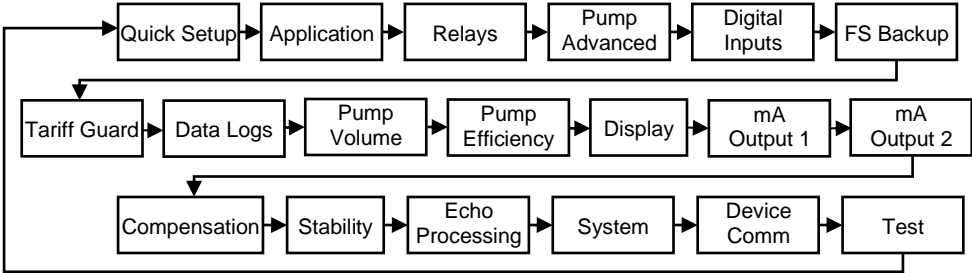 Quick Setup
Application
Relays
Pump
Advanced
Digital
Inputs
FS Backup
Tariff Guard
Data Logs
Pump
Volume
Pump
Efficiency
Display
mA
Output 1
mA
Output 2
Compensation
Stability
Echo
Processing
System
Device
Comm
Test